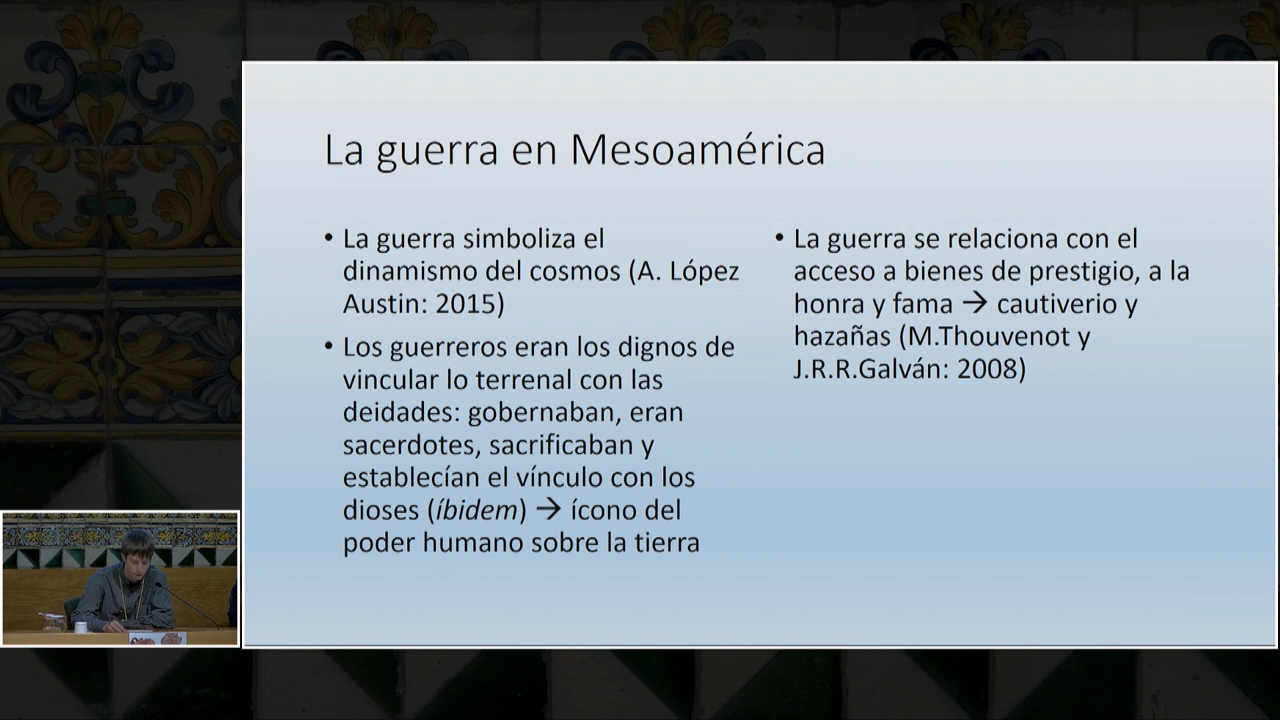 La guerra en Mesoamérica
• La guerra simboliza el
dinamismo del cosmos (A. López
Austin: 2015)
• Los guerreros eran los dignos de
vincular lo terrenal con las
deidades: gobernaban, eran
sacerdotes, sacrificaban y
establecían el vínculo con los
dioses (íbidem) → ícono del
poder humano sobre la tierra
• La guerra se relaciona con el
acceso a bienes de prestigio, a la
honra y fama → cautiverio y
hazañas (M.Thouvenot y
J.R.R.Galván: 2008)